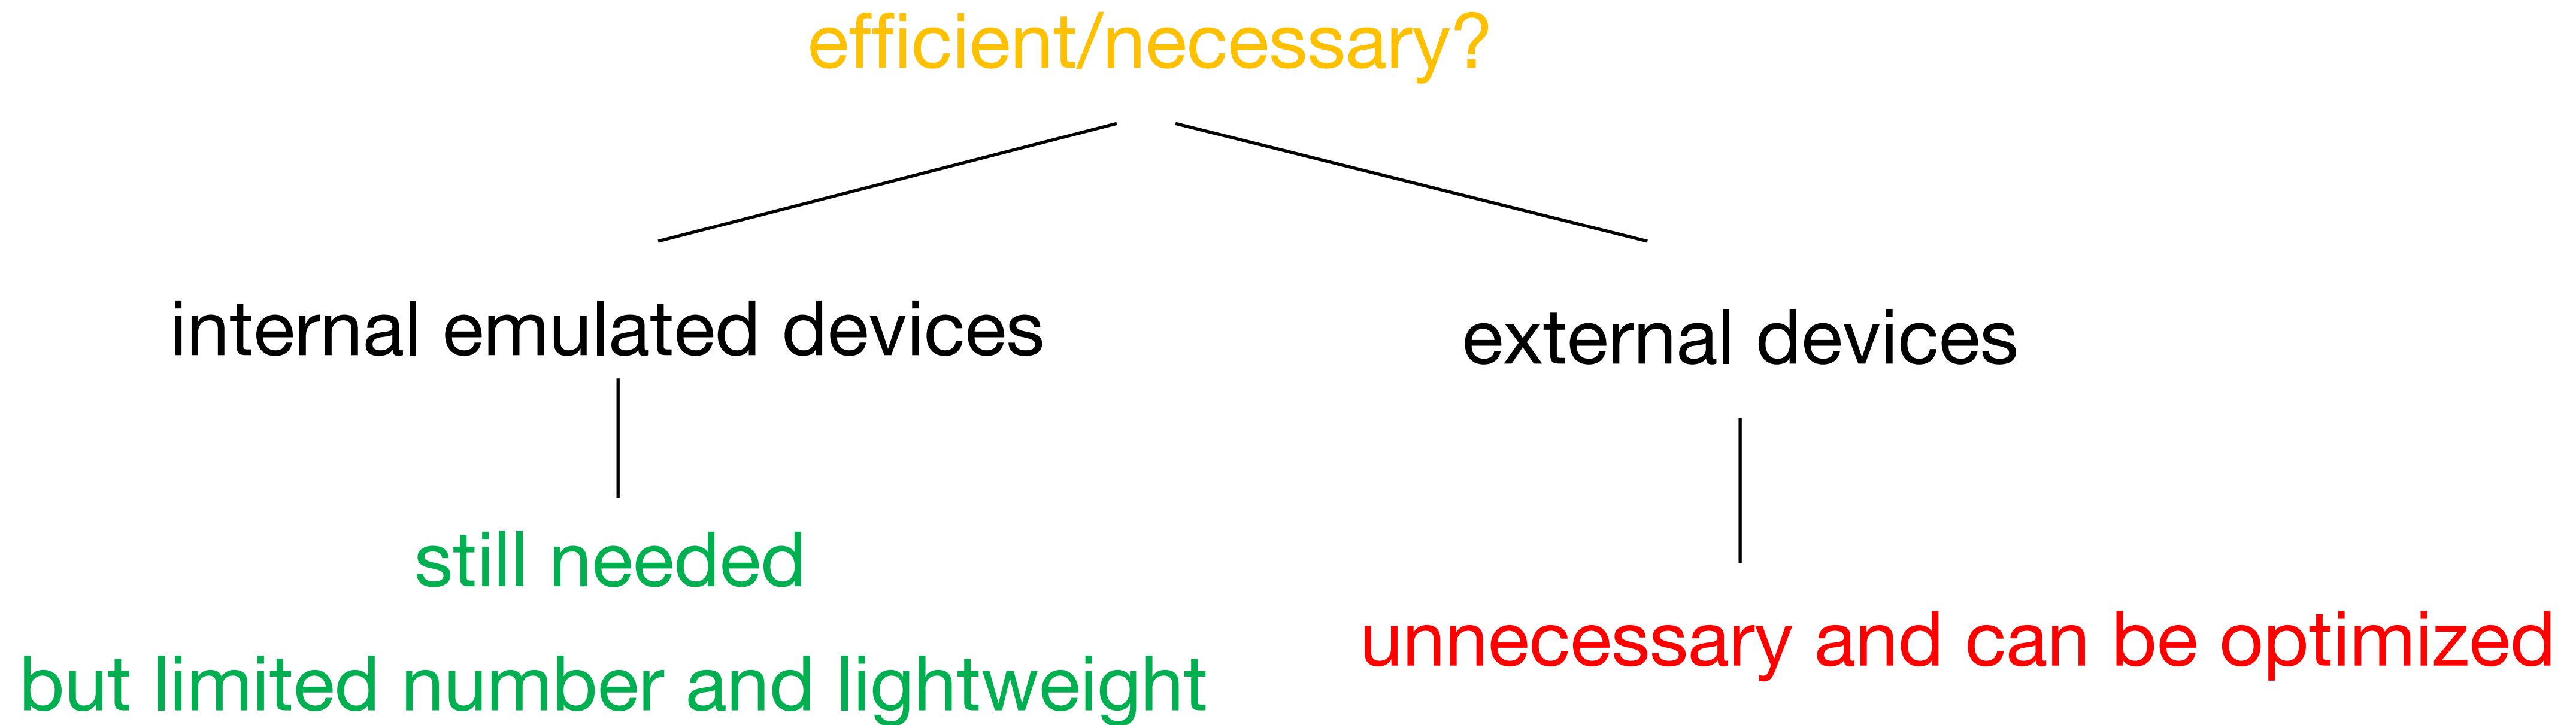 efficient/necessary?
internal emulated devices
external devices
still needed
but limited number and lightweight
unnecessary and can be optimized